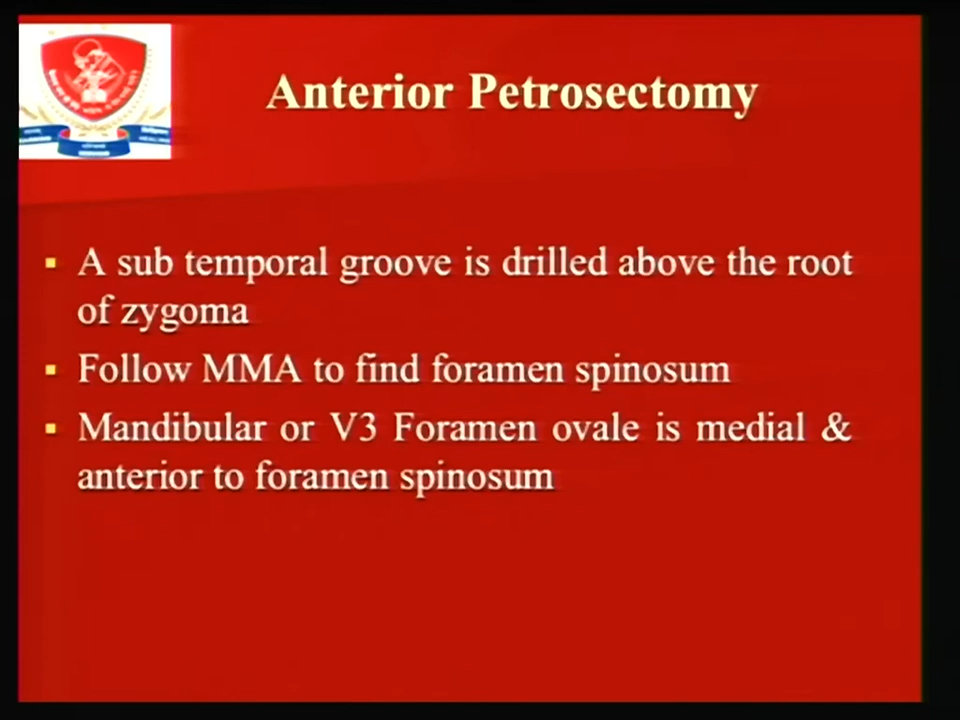 Anterior Petrosectomy
▪ A sub temporal groove is drilled above the root
of zygoma
▪ Follow MMA to find foramen spinosum
▪ Mandibular or V3 Foramen ovale is medial &
anterior to foramen spinosum